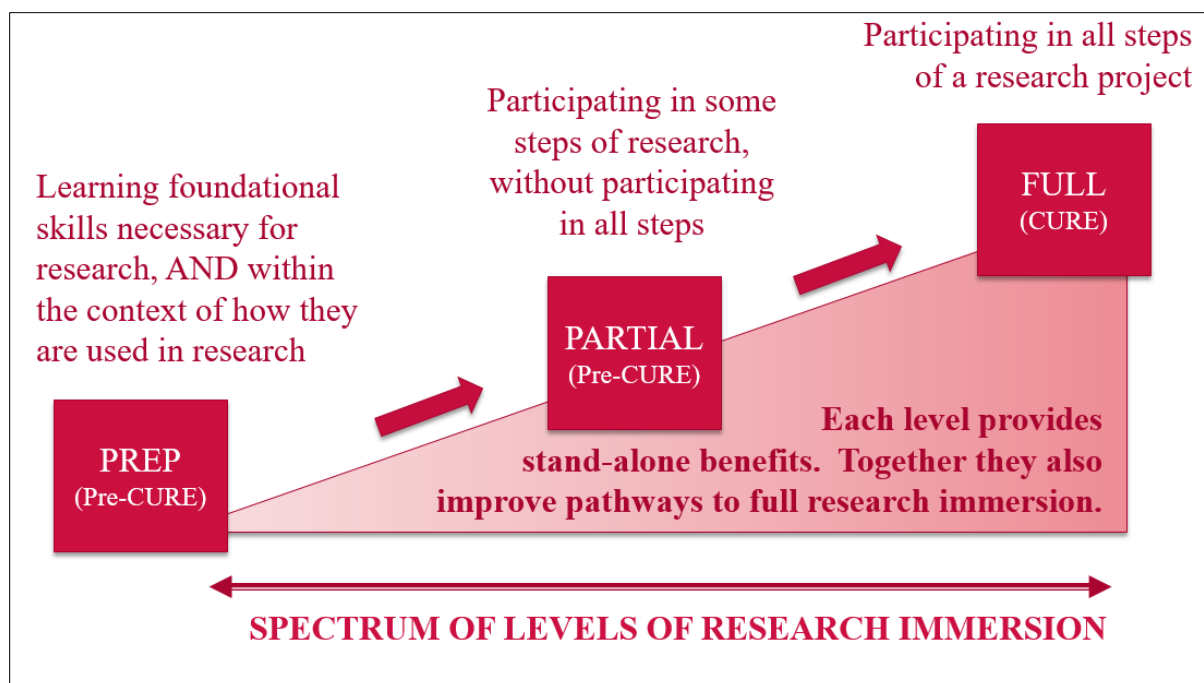 Participating in all steps
of a research project
Participating in some
steps of research,
without participating
in all steps
Learning foundational
skills necessary for
research, AND within
the context of how they
are used in research
FULL
(CURE)
PARTIAL
(Pre-CURE)
PREP
(Pre-CURE)
Each level provides
stand-alone benefits.  Together they also
improve pathways to full research immersion.
SPECTRUM OF LEVELS OF RESEARCH IMMERSION